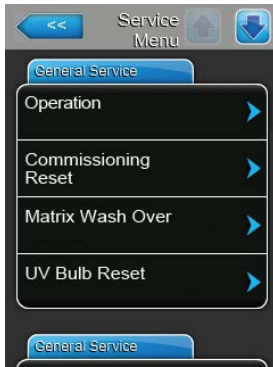 << Service
Menu
General Service
Operation
Commissioning
Reset
Matrix Wash Over
UV Bulb Reset
General Service